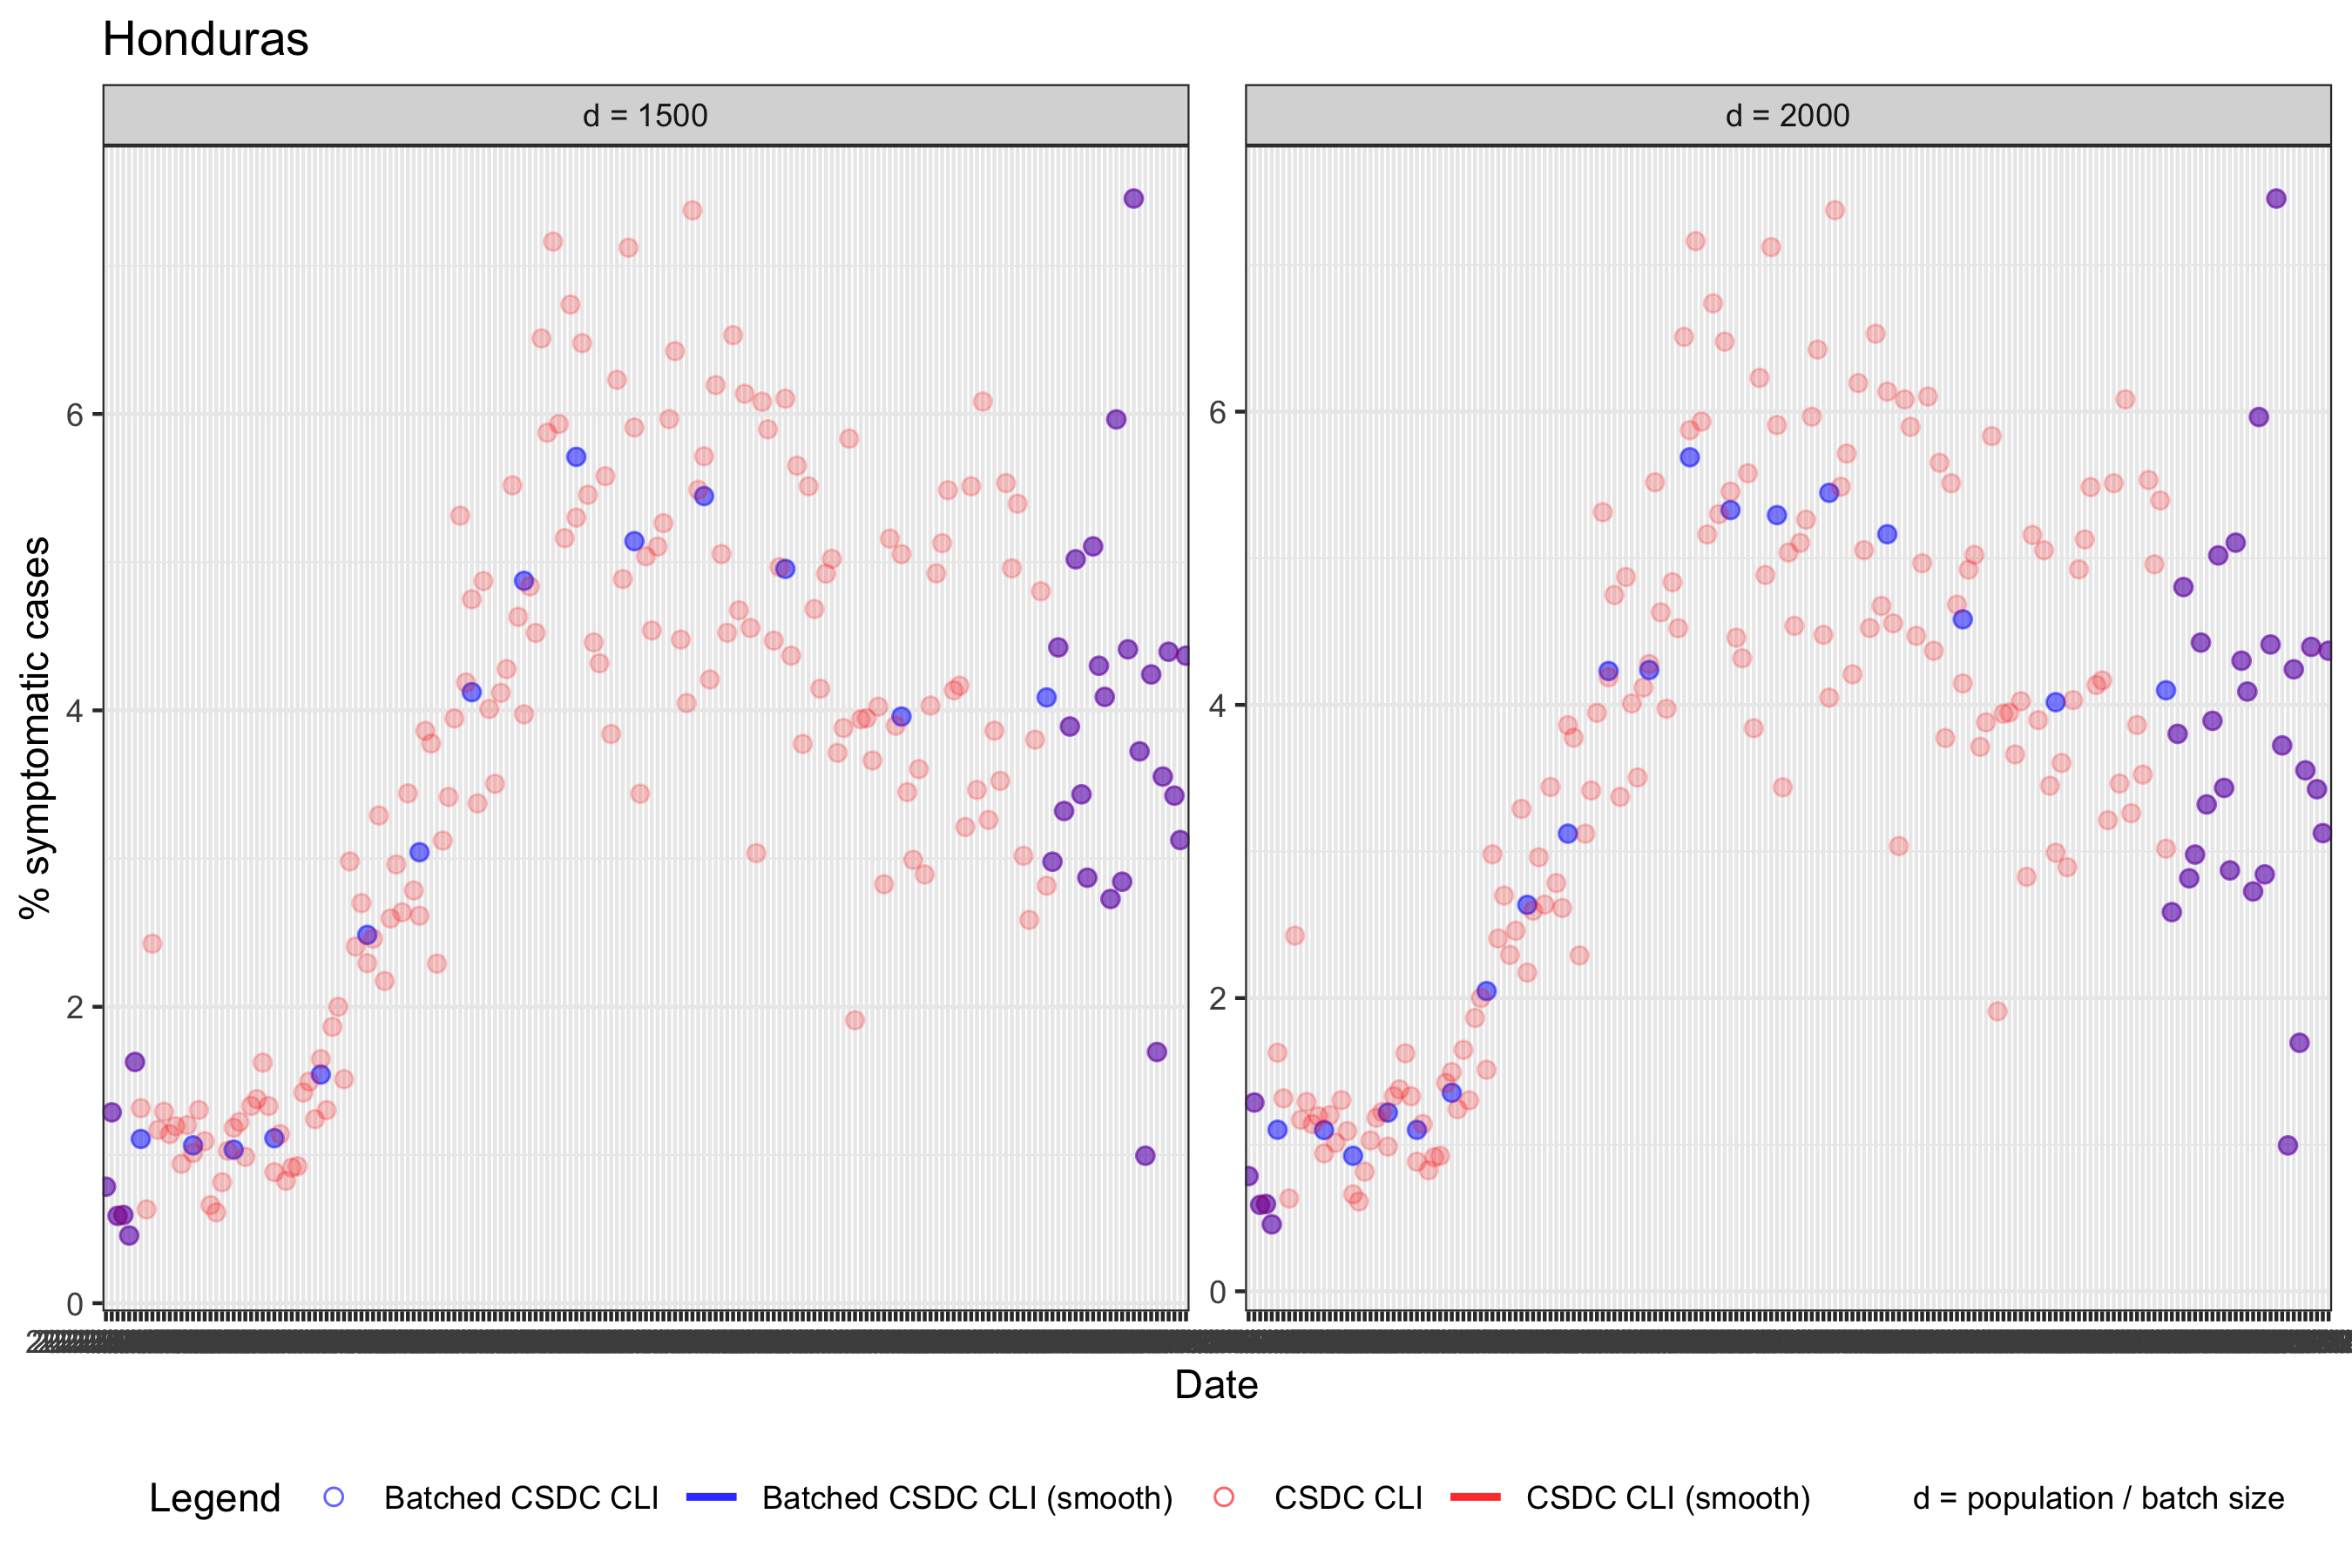 Honduras
d = 1500
d = 2000
% symptomatic cases
6
4
2
0
6
4
2
0
Date
Legend
Batched CSDC CLI
Batched CSDC CLI (smooth)
CSDC CLI
CSDC CLI (smooth)
d = population / batch size